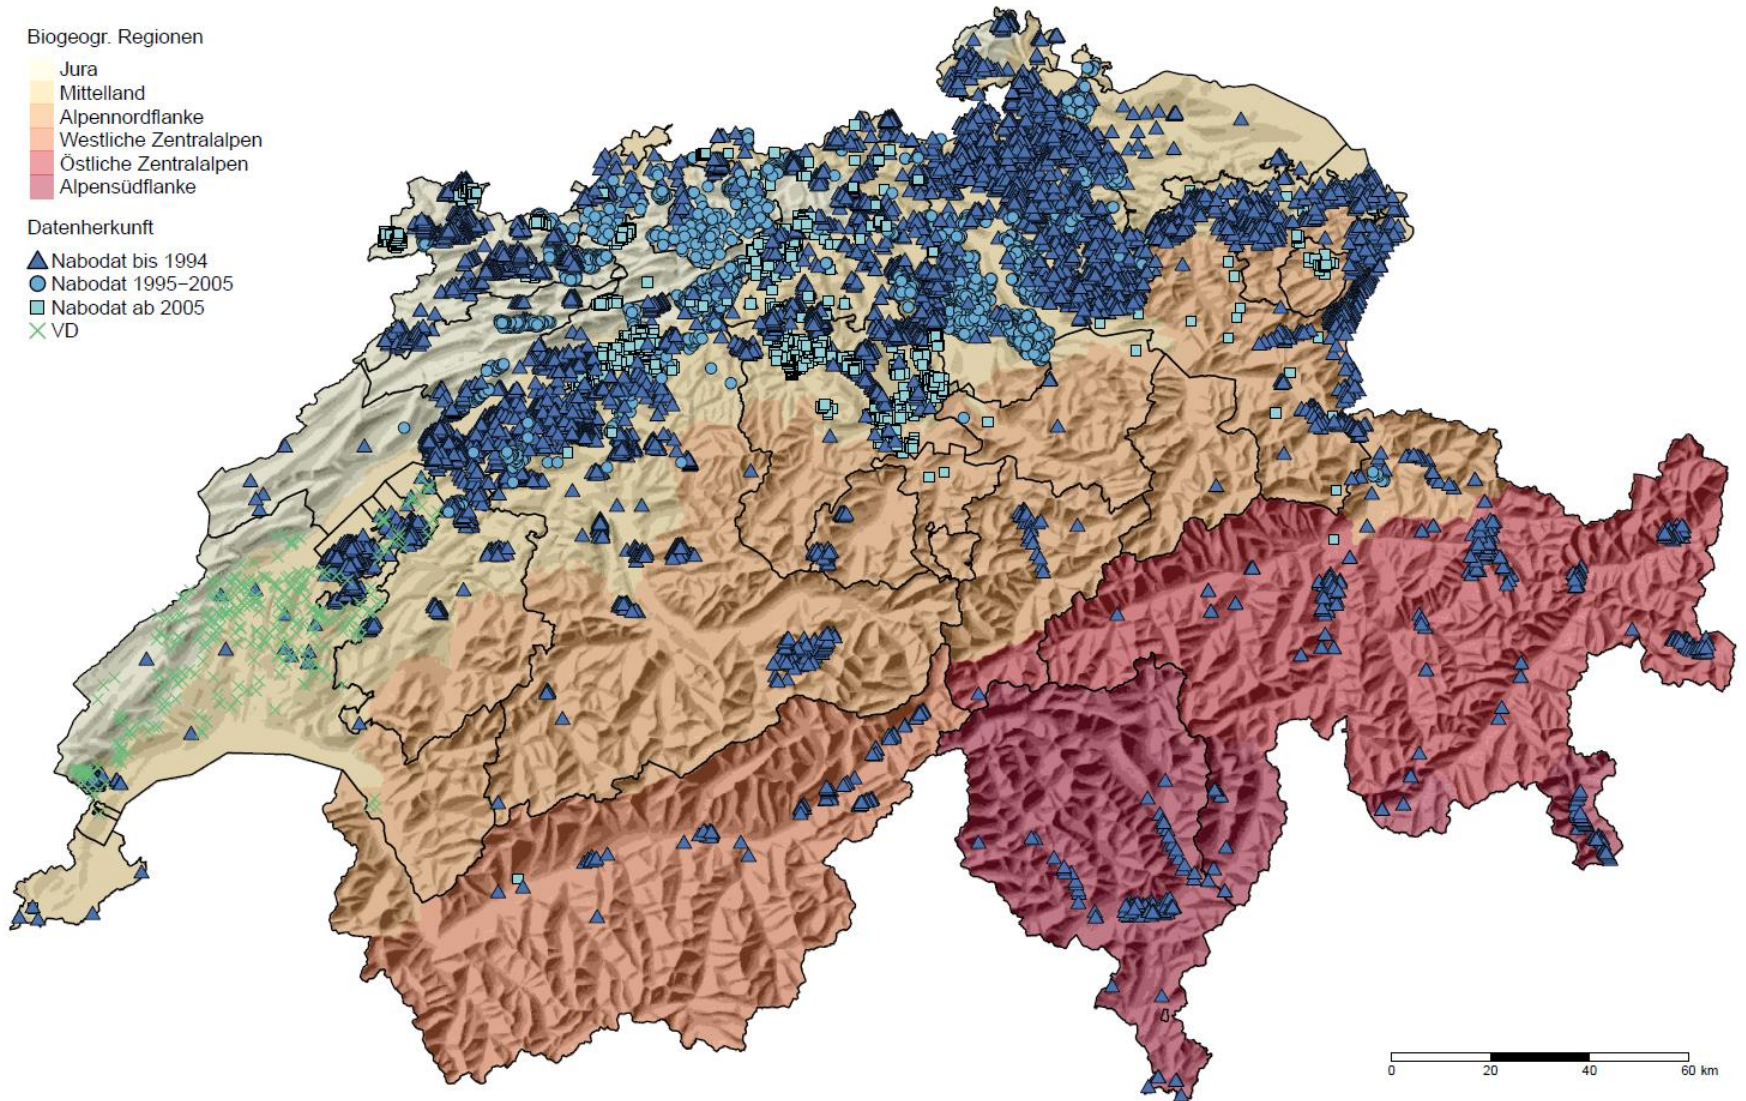 Biogeogr. Regionen
Jura
Mittelland
Alpennordflanke
Westliche Zentralalpen
Östliche Zentralalpen
Alpensüdflanke
Datenherkunft
Nabodat bis 1994
Nabodat 1995–2005
Nabodat ab 2005
VD
0 20 40 60 km